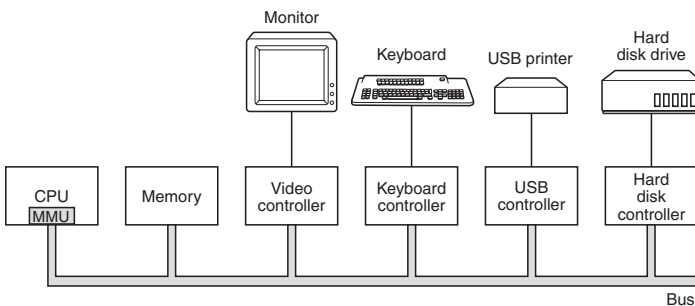 Monitor
Keyboard
USB printer
Hard
disk drive
CPU
MMU
Memory
Video
controller
Keyboard
controller
USB
controller
Hard
disk
controller
Bus